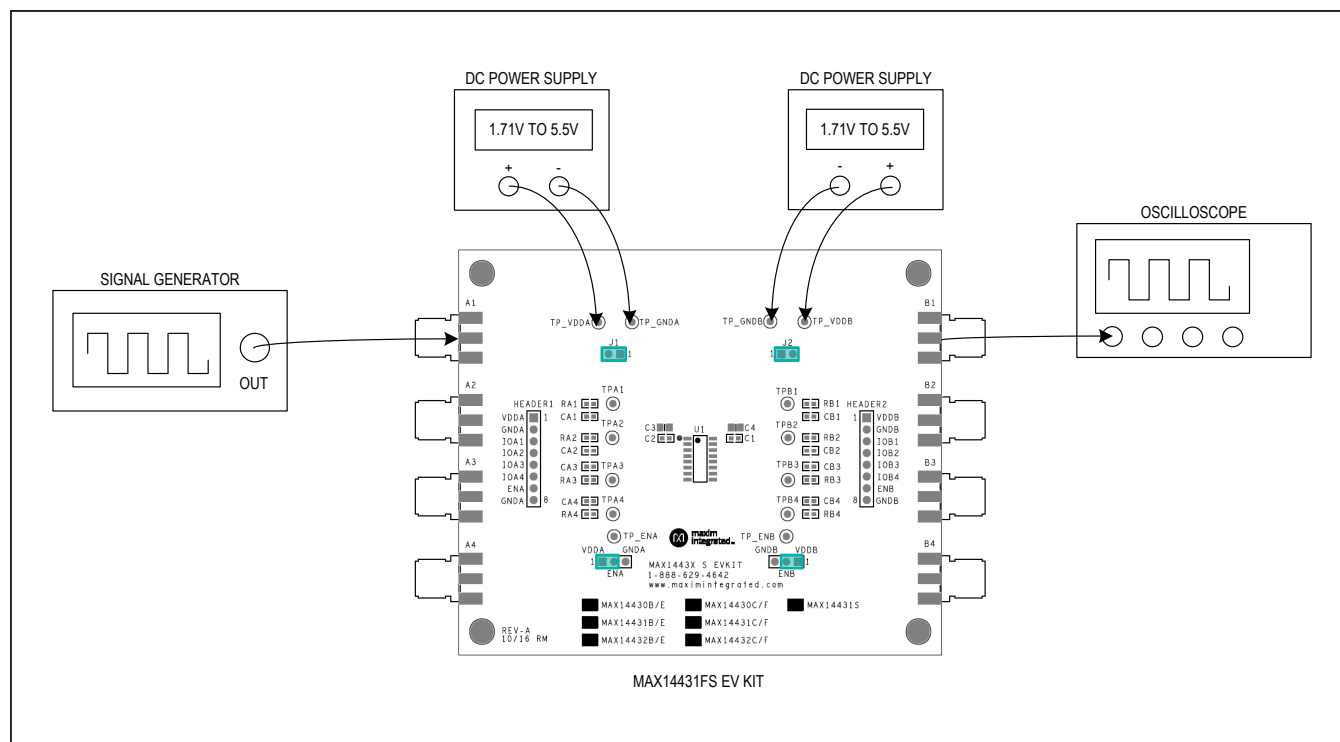 DC POWER SUPPLY
1.71V TO 5.5V
+ -
DC POWER SUPPLY
1.71V TO 5.5V
- +
OSCILLOSCOPE
SIGNAL GENERATOR
OUT
A1
A2
A3
A4
B1
B2
B3
B4
TP_VDDA
TP_GNDA
TP_GNDB
TP_VDDB
J1
1
J2
1
HEADER1
VDDA 1
GNDA
IOA1
IOA2
IOA3
IOA4
ENA
GNDA 8
RA1
CA1
RA2
CA2
CA3
RA3
CA4
RA4
TPA1
TPA2
TPA3
TPA4
TP_ENA
C3
C2
U1
C4
C1
TPB1
TPB2
TPB3
TPB4
TP_ENB
RB1
CB1
RB2
CB2
CB3
RB3
CB4
RB4
HEADER2
1 VDDB
GNDB
IOB1
IOB2
IOB3
IOB4
ENB
8 GNDB
VDDA GNDA
1
ENA
maxim
integrated™
GNDB VDDB
1
ENB
MAX1443X S EVKIT
1-888-629-4642
www.maximintegrated.com
MAX14430B/E MAX14430C/F MAX14431S
MAX14431B/E MAX14431C/F
MAX14432B/E MAX14432C/F
REV-A
10/16 RM
MAX14431FS EV KIT